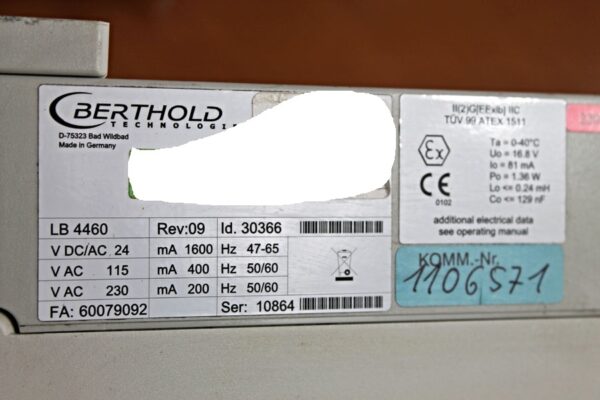 BERTHOLD
TECHNOLOGIE
D-75323 Bad Wildbad
Made in Germany
LB 4460 Rev:09 Id. 30366
V DC/AC 24 mA 1600 Hz 47-65
V AC 115 mA 400 Hz 50/60
V AC 230 mA 200 Hz 50/60
FA: 60079092 Ser: 10864
II(2)G[EExib] IIC
TÜV 99 ATEX 1511
Ex
CE
0102
Ta = 0-40°C
Uo = 16.8 V
Io = 81 mA
Po = 1.36 W
Lo <= 0.24 mH
Co <= 129 nF
additional electrical data
see operating manual
KOMM.-Nr.
1106571